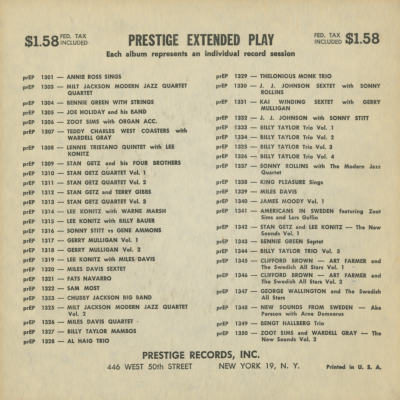 $1.58 FED. TAX INCLUDED
PRESTIGE EXTENDED PLAY
FED. TAX INCLUDED $1.58
Each album represents an individual record session
prEP 1301 — ANNIE ROSS SINGS
prEP 1303 — MILT JACKSON MODERN JAZZ QUARTET
QUARTET
prEP 1304 — BENNIE GREEN WITH STRINGS
prEP 1305 — JOE HOLIDAY and his BAND
prEP 1306 — ZOOT SIMS with ORGAN ACC.
prEP 1307 — TEDDY CHARLES WEST COASTERS with
WARDELL GRAY
prEP 1308 — LENNIE TRISTANO QUINTET with LEE
KONITZ
prEP 1309 — STAN GETZ and his FOUR BROTHERS
prEP 1310 — STAN GETZ QUARTET Vol. 1
prEP 1311 — STAN GETZ QUARTET Vol. 2
prEP 1312 — STAN GETZ and TERRY GIBBS
prEP 1313 — STAN GETZ QUARTET Vol. 3
prEP 1314 — LEE KONITZ with WARNE MARSH
prEP 1315 — LEE KONITZ with BILLY BAUER
prEP 1316 — SONNY STITT vs GENE AMMONS
prEP 1317 — GERRY MULLIGAN Vol. 1
prEP 1318 — GERRY MULLIGAN Vol. 2
prEP 1319 — LEE KONITZ with MILES DAVIS
prEP 1320 — MILES DAVIS SEXTET
prEP 1321 — FATS NAVARRO
prEP 1322 — SAM MOST
prEP 1323 — CHUBBY JACKSON BIG BAND
prEP 1325 — MILT JACKSON MODERN JAZZ QUARTET
Vol. 2
prEP 1326 — MILES DAVIS QUARTET
prEP 1327 — BILLY TAYLOR MAMBOS
prEP 1328 — AL HAIG TRIO
prEP 1329 — THELONIOUS MONK TRIO
prEP 1330 — J. J. JOHNSON SEXTET with SONNY
ROLLINS
prEP 1331 — KAI WINDING SEXTET with GERRY
MULLIGAN
prEP 1332 — J. J. JOHNSON with SONNY STITT
prEP 1333 — BILLY TAYLOR Trio Vol. 1
prEP 1334 — BILLY TAYLOR Trio Vol. 2
prEP 1335 — BILLY TAYLOR Trio Vol. 3
prEP 1336 — BILLY TAYLOR Trio Vol. 4
prEP 1337 — SONNY ROLLINS with The Modern Jazz
Quartet
prEP 1338 — KING PLEASURE Sings
prEP 1339 — MILES DAVIS
prEP 1340 — JAMES MOODY Vol. 1
prEP 1341 — AMERICANS IN SWEDEN featuring Zoot
Sims and Lars Gullin
prEP 1342 — STAN GETZ and LEE KONITZ — The New
Sounds Vol. 1
prEP 1343 — BENNIE GREEN Septet
prEP 1344 — BILLY TAYLOR TRIO Vol. 5
prEP 1345 — CLIFFORD BROWN — ART FARMER and
The Swedish All Stars Vol. 1
prEP 1346 — CLIFFORD BROWN — ART FARMER and
The Swedish All Stars Vol. 2
prEP 1347 — GEORGE WALLINGTON and The Swedish
All Stars
prEP 1348 — NEW SOUNDS FROM SWEDEN — Ake
Persson with Arne Domnerus
prEP 1349 — BENGT HALLBERG Trio
prEP 1350 — ZOOT SIMS and WARDELL GRAY — The
New Sounds Vol. 2
PRESTIGE RECORDS, INC.
446 WEST 50th STREET NEW YORK 19, N. Y.
Printed in U. S. A.